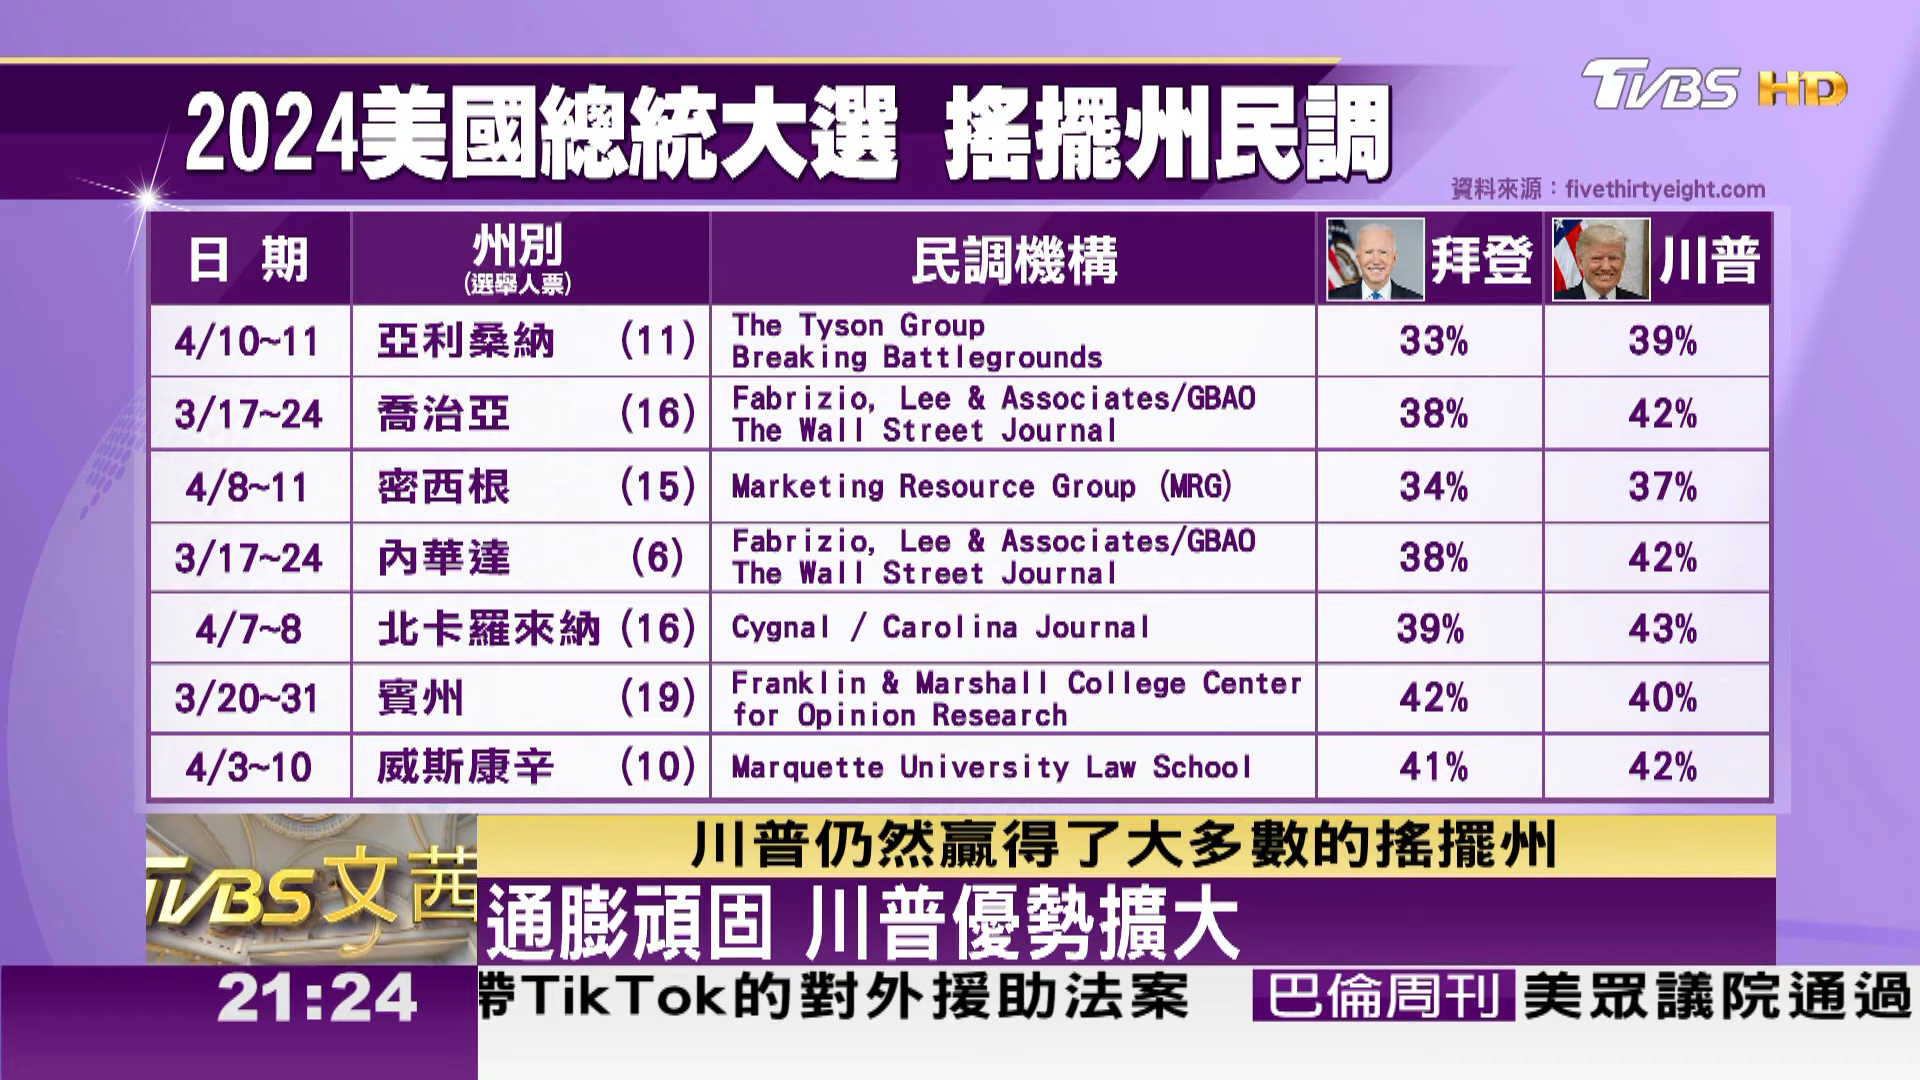 TVBS HD
2024美國總統大選 搖擺州民調
資料來源：fivethirtyeight.com
日 期 州別 (選舉人票) 民調機構 拜登 川普
4/10~11 亞利桑納 (11) The Tyson Group Breaking Battlegrounds 33% 39%
3/17~24 喬治亞 (16) Fabrizio, Lee & Associates/GBAO The Wall Street Journal 38% 42%
4/8~11 密西根 (15) Marketing Resource Group (MRG) 34% 37%
3/17~24 內華達 (6) Fabrizio, Lee & Associates/GBAO The Wall Street Journal 38% 42%
4/7~8 北卡羅來納 (16) Cygnal / Carolina Journal 39% 43%
3/20~31 賓州 (19) Franklin & Marshall College Center for Opinion Research 42% 40%
4/3~10 威斯康辛 (10) Marquette University Law School 41% 42%
川普仍然贏得了大多數的搖擺州
TVBS文茜
通膨頑固 川普優勢擴大
21:24
帶TikTok的對外援助法案 巴倫周刊 美眾議院通過